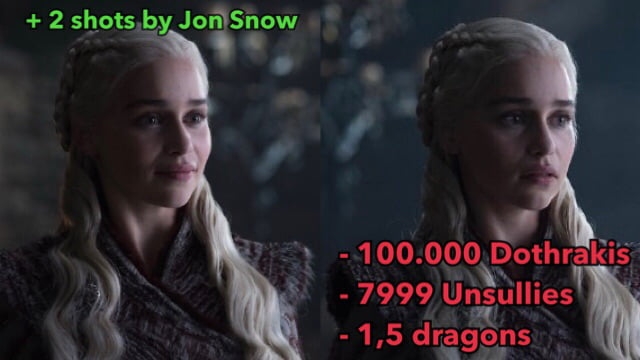 + 2 shots by Jon Snow
- 100.000 Dothrakis
- 7999 Unsullies
- 1,5 dragons